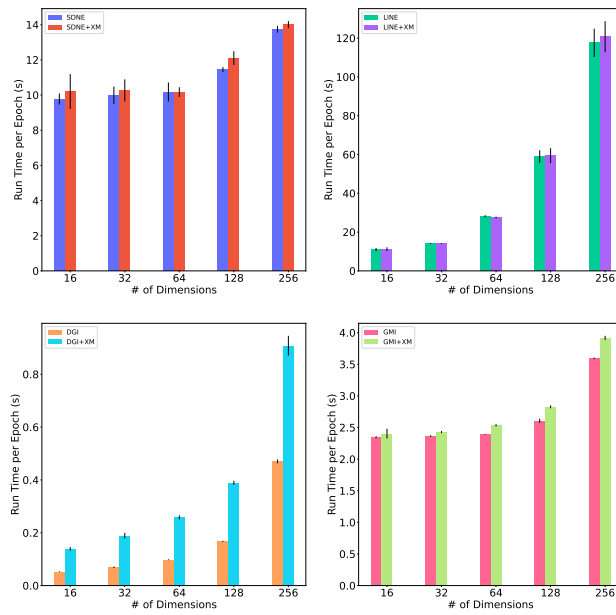 SDNE
SDNE+XM
Run Time per Epoch (s)
14
12
10
8
6
4
2
0
16 32 64 128 256
# of Dimensions
LINE
LINE+XM
Run Time per Epoch (s)
120
100
80
60
40
20
0
16 32 64 128 256
# of Dimensions
DGI
DGI+XM
Run Time per Epoch (s)
0.8
0.6
0.4
0.2
0.0
16 32 64 128 256
# of Dimensions
GMI
GMI+XM
Run Time per Epoch (s)
4.0
3.5
3.0
2.5
2.0
1.5
1.0
0.5
0.0
16 32 64 128 256
# of Dimensions